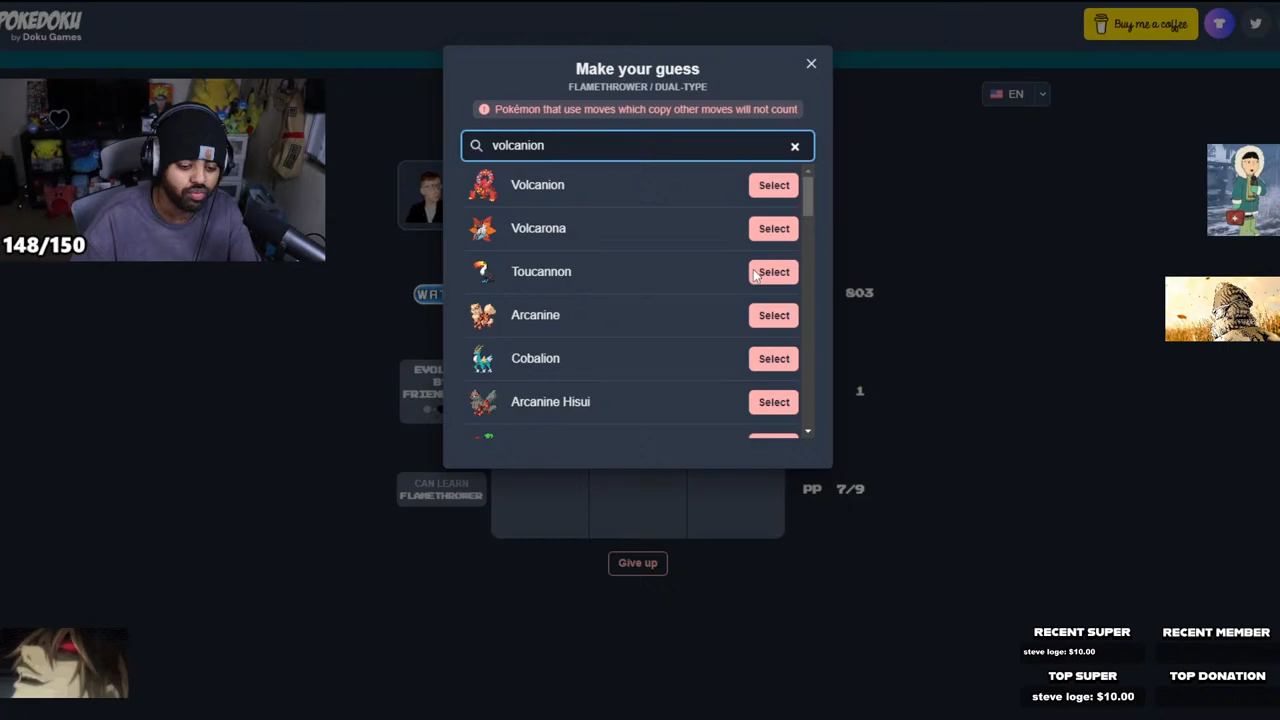 POKEDOKU
by Doku Games
Buy me a coffee
Make your guess
FLAMETHROWER / DUAL-TYPE
Pokémon that use moves which copy other moves will not count
EN
volcanion
Volcanion
Select
Volcarona
Select
Toucannon
Select
Arcanine
Select
Cobalion
Select
Arcanine Hisui
Select
148/150
WAT
803
EVOL
B
FRIEN
1
CAN LEARN
FLAMETHROWER
PP 7/9
Give up
RECENT SUPER
steve loge: $10.00
RECENT MEMBER
TOP SUPER
steve loge: $10.00
TOP DONATION